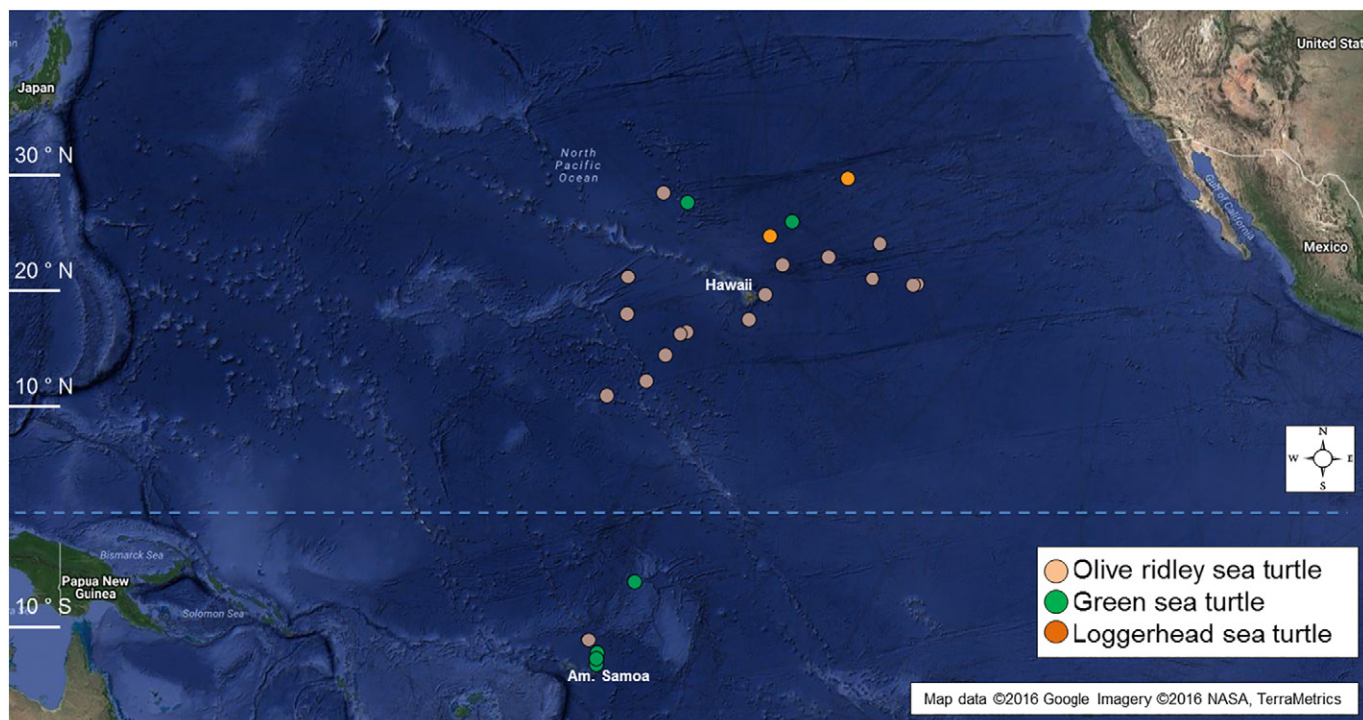 United Stat
Japan
30 ° N
North
Pacific
Ocean
Gulf of California
Mexico
20 ° N
Hawaii
10 ° N
N
W
E
S
Bismarck Sea
Papua New
Guinea
10 ° S
Solomon Sea
Am. Samoa
Olive ridley sea turtle
Green sea turtle
Loggerhead sea turtle
Map data ©2016 Google Imagery ©2016 NASA, TerraMetrics